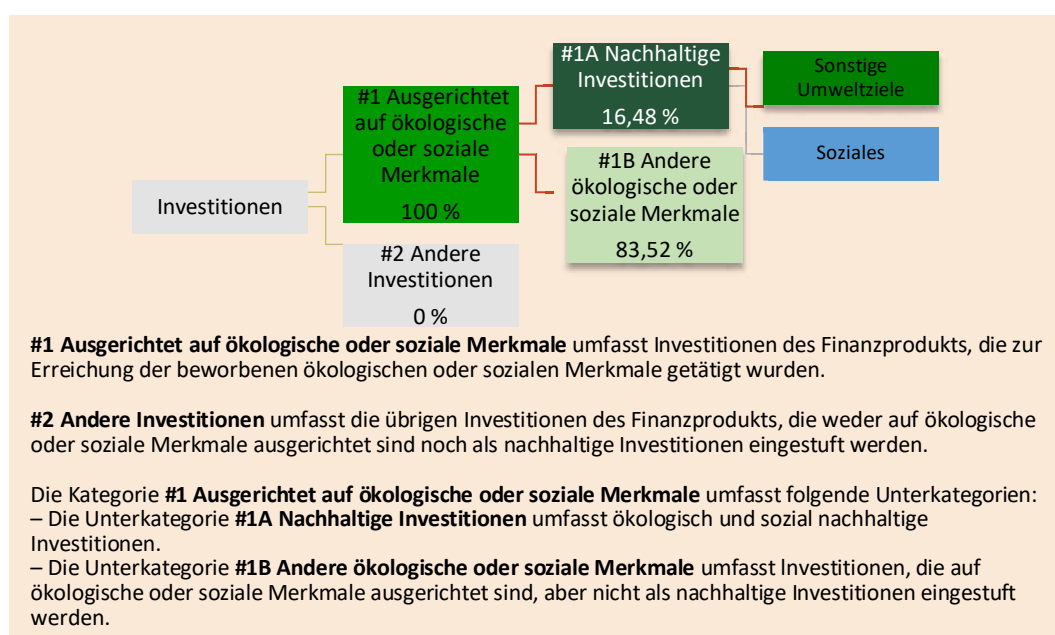 Investitionen
#1 Ausgerichtet
auf ökologische
oder soziale
Merkmale
100 %
#2 Andere
Investitionen
0 %
#1A Nachhaltige
Investitionen
16,48 %
#1B Andere
ökologische oder
soziale Merkmale
83,52 %
Sonstige
Umweltziele
Soziales
#1 Ausgerichtet auf ökologische oder soziale Merkmale umfasst Investitionen des Finanzprodukts, die zur
Erreichung der beworbenen ökologischen oder sozialen Merkmale getätigt wurden.
#2 Andere Investitionen umfasst die übrigen Investitionen des Finanzprodukts, die weder auf ökologische
oder soziale Merkmale ausgerichtet sind noch als nachhaltige Investitionen eingestuft werden.
Die Kategorie #1 Ausgerichtet auf ökologische oder soziale Merkmale umfasst folgende Unterkategorien:
– Die Unterkategorie #1A Nachhaltige Investitionen umfasst ökologisch und sozial nachhaltige
Investitionen.
– Die Unterkategorie #1B Andere ökologische oder soziale Merkmale umfasst Investitionen, die auf
ökologische oder soziale Merkmale ausgerichtet sind, aber nicht als nachhaltige Investitionen eingestuft
werden.